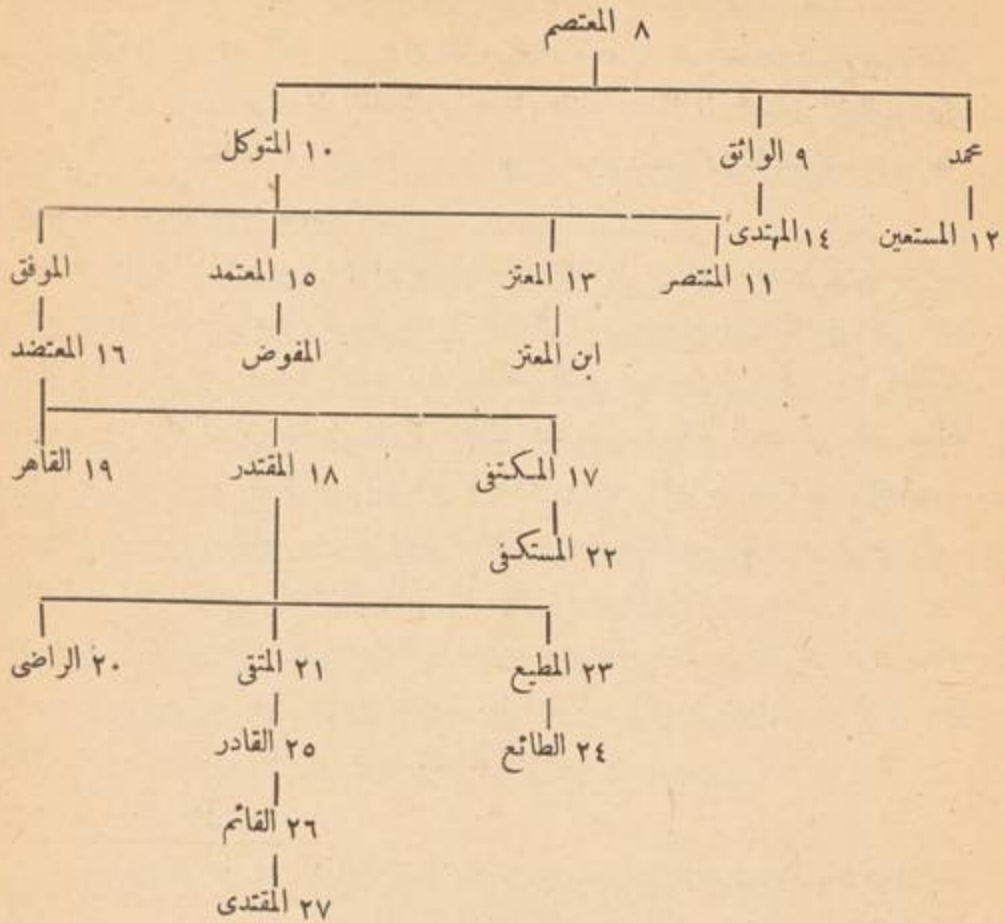 ٨ المعتصم
محمد ٩ الواثق ١٠ المتوكل
١٢ المستعين ١٤ المهتدى
١١ المنتصر ١٣ المعتز ١٥ المعتمد الموفق
ابن المعتز المفوض ١٦ المعتضد
١٧ المكتفى ١٨ المقتدر ١٩ القاهر
٢٢ المستكفى
٢٣ المطيع ٢١ المتقى ٢٠ الراضى
٢٤ الطائع ٢٥ القادر
٢٦ القائم
٢٧ المقتدى